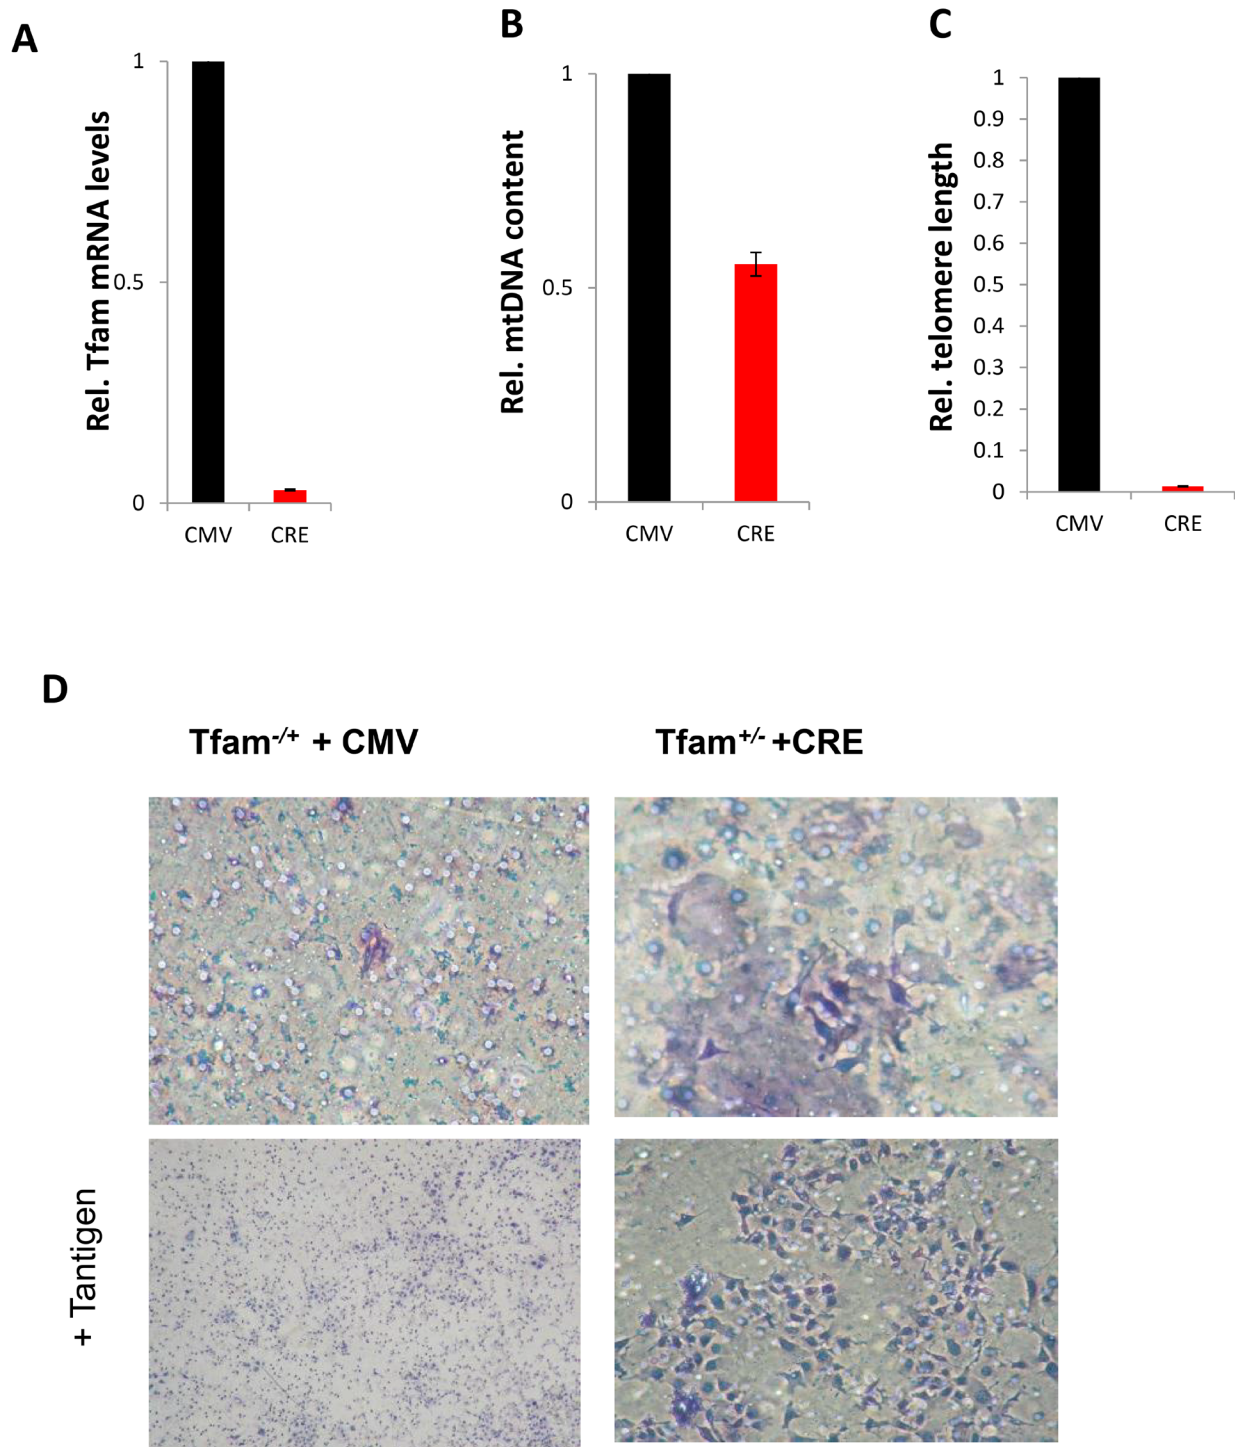 A
Rel. Tfam mRNA levels
1
0.5
0
CMV CRE
B
Rel. mtDNA content
1
0.5
0
CMV CRE
C
Rel. telomere length
1
0.9
0.8
0.7
0.6
0.5
0.4
0.3
0.2
0.1
0
CMV CRE
D
Tfam-/+ + CMV
Tfam+/- +CRE
+ Tantigen